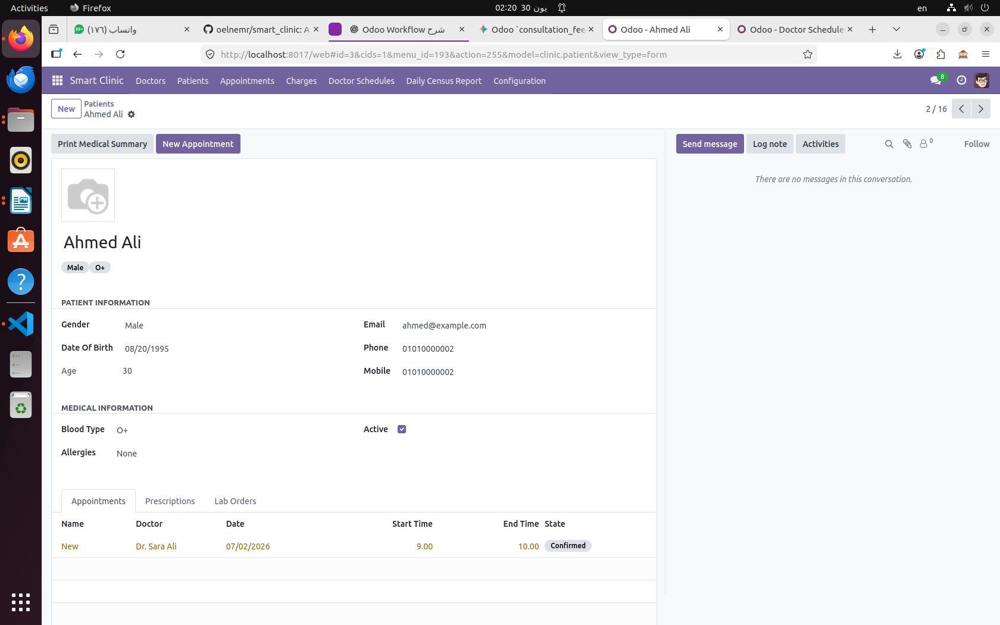 Activities
Firefox
02:20 30 يون
en
واتساب (١٧٦)
oelnemr/smart_clinic: A
Odoo Workflow شرح
Odoo `consultation_fee
Odoo - Ahmed Ali
Odoo - Doctor Schedule
http://localhost:8017/web#id=3&cids=1&menu_id=193&action=255&model=clinic.patient&view_type=form
Smart Clinic
Doctors
Patients
Appointments
Charges
Doctor Schedules
Daily Census Report
Configuration
8
New
Patients
Ahmed Ali
2 / 16
Print Medical Summary
New Appointment
Send message
Log note
Activities
0
Follow
There are no messages in this conversation.
Ahmed Ali
Male
O+
PATIENT INFORMATION
Gender
Male
Email
ahmed@example.com
Date Of Birth
08/20/1995
Phone
01010000002
Age
30
Mobile
01010000002
MEDICAL INFORMATION
Blood Type
O+
Active
Allergies
None
Appointments
Prescriptions
Lab Orders
Name
Doctor
Date
Start Time
End Time
State
New
Dr. Sara Ali
07/02/2026
9.00
10.00
Confirmed